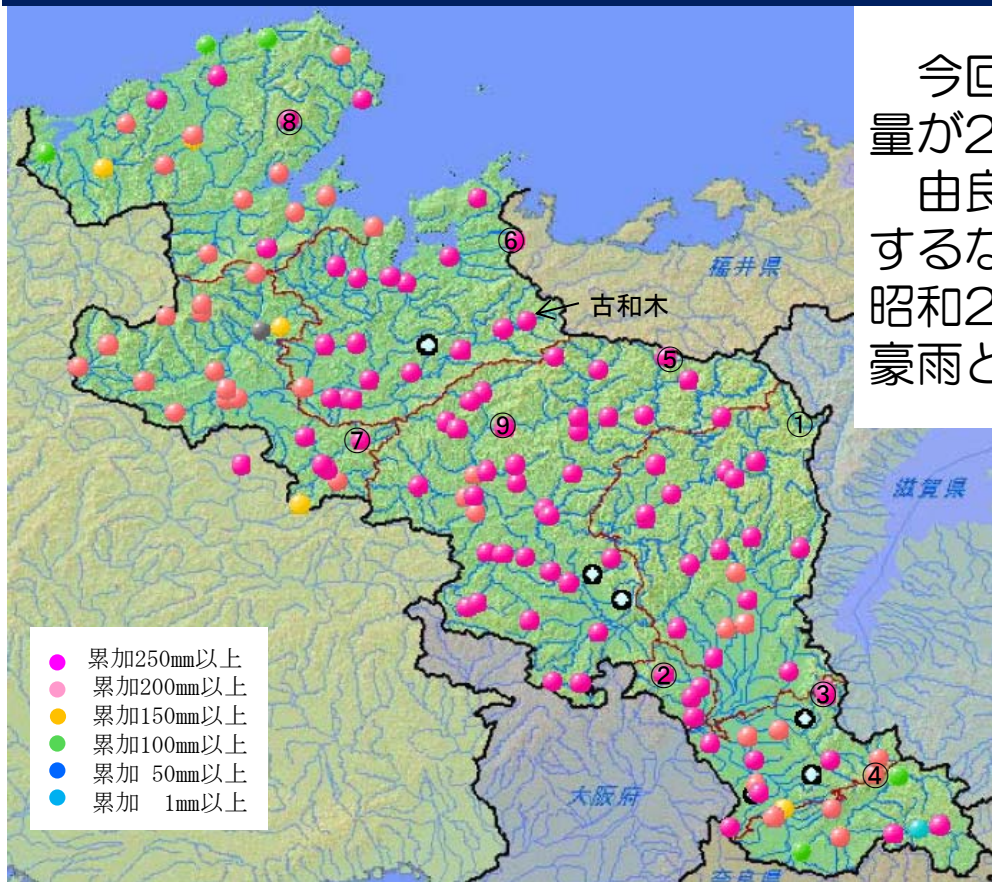 今回
量が2
由良
するな
昭和2
豪雨と
⑧
⑥
福井県
古和木
⑤
⑨
①
⑦
滋賀県
②
③
④
大阪府
奈良県
累加250mm以上
累加200mm以上
累加150mm以上
累加100mm以上
累加 50mm以上
累加 1mm以上